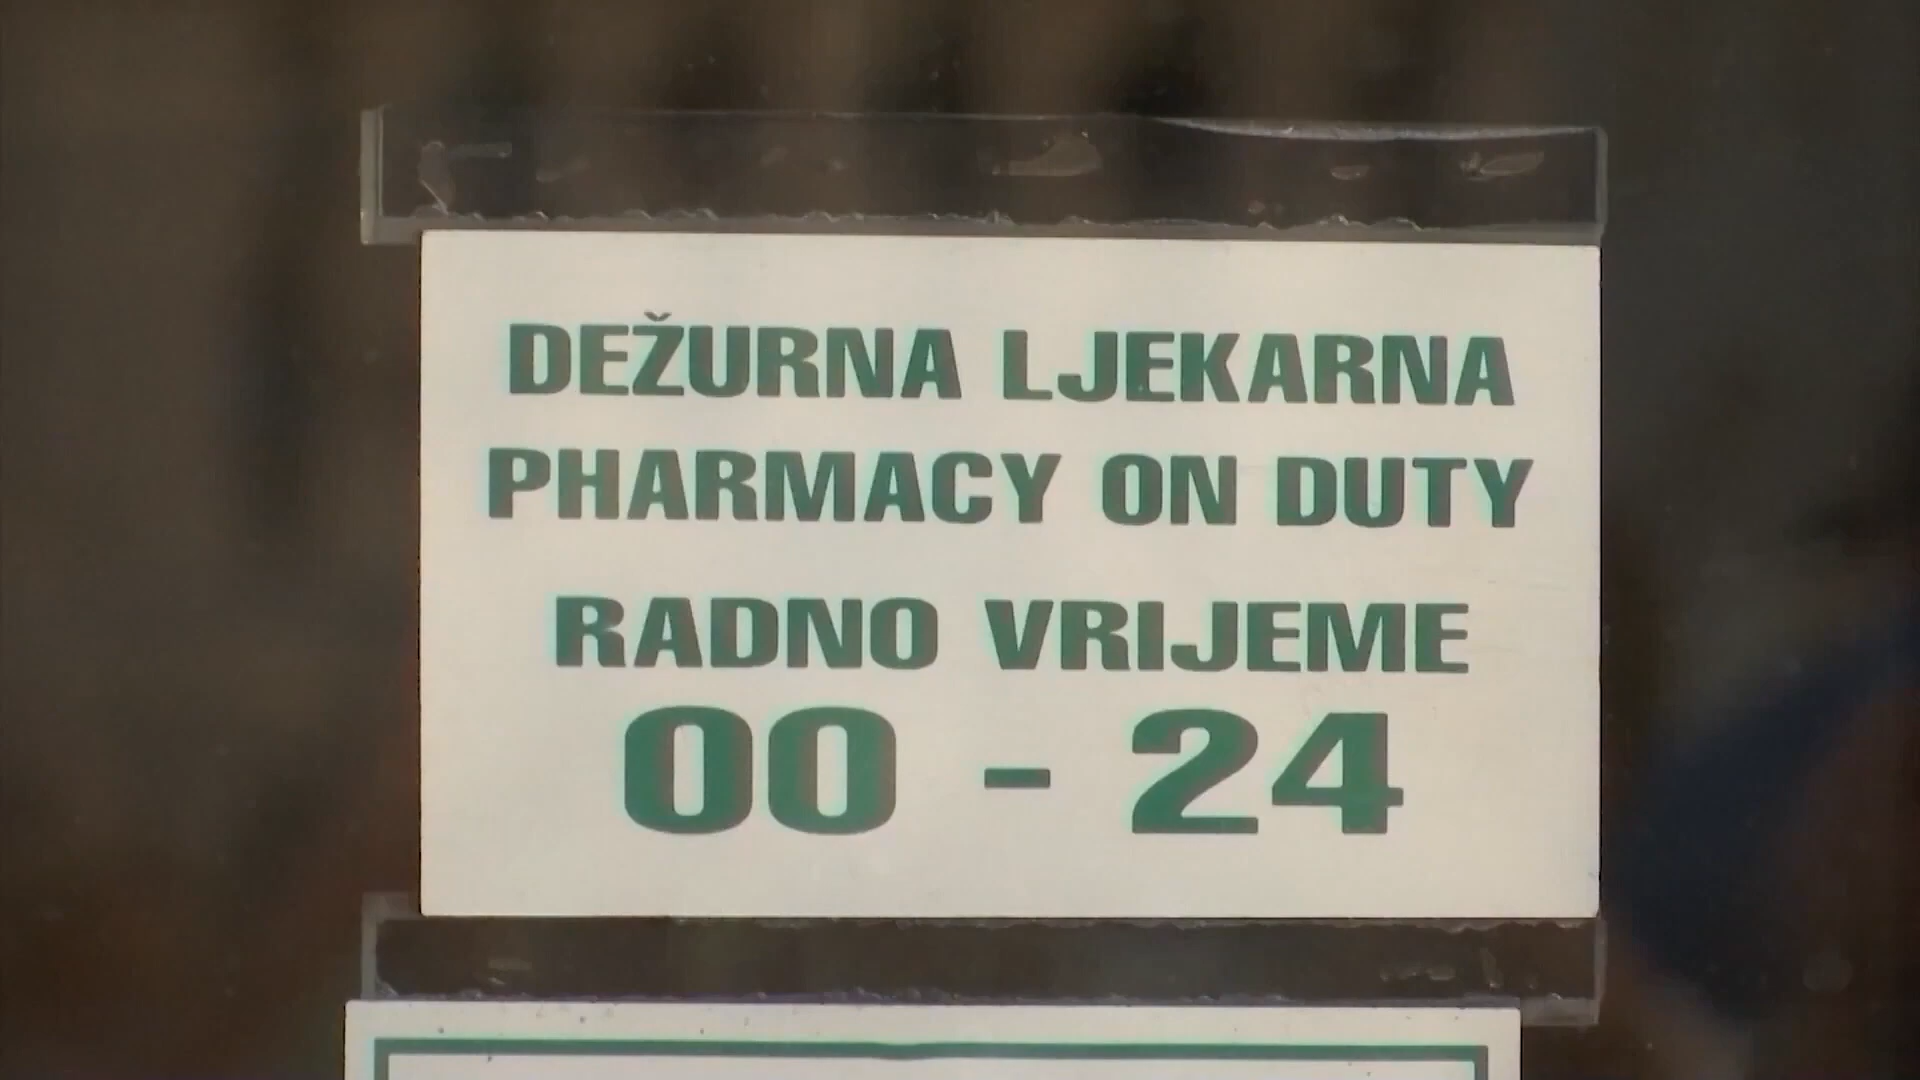 DEŽURNA LJEKARNA
PHARMACY ON DUTY
RADNO VRIJEME
00 - 24